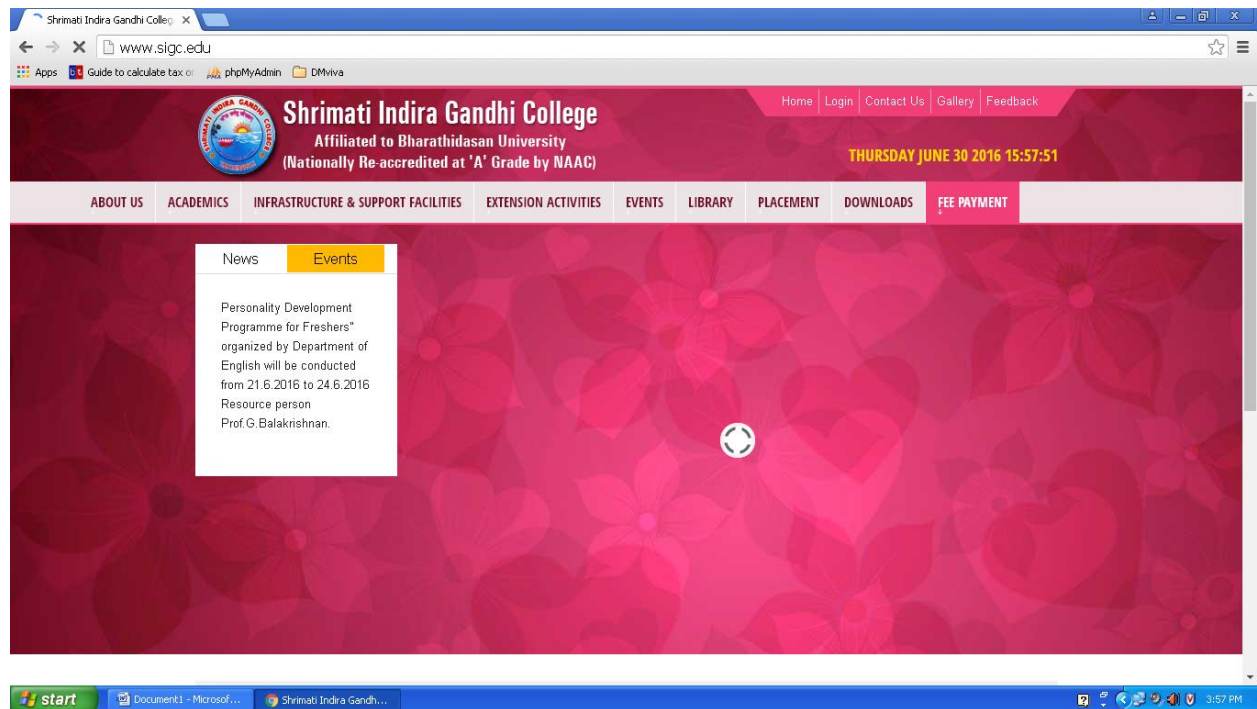 Shrimati Indira Gandhi Colleg
www.sigc.edu
Apps
Guide to calculate tax or
phpMyAdmin
DMviva
Shrimati Indira Gandhi College
Affiliated to Bharathidasan University
(Nationally Re-accredited at 'A' Grade by NAAC)
Home Login Contact Us Gallery Feedback
THURSDAY JUNE 30 2016 15:57:51
ABOUT US ACADEMICS INFRASTRUCTURE & SUPPORT FACILITIES EXTENSION ACTIVITIES EVENTS LIBRARY PLACEMENT DOWNLOADS FEE PAYMENT
News Events
Personality Development
Programme for Freshers"
organized by Department of
English will be conducted
from 21.6.2016 to 24.6.2016
Resource person
Prof.G.Balakrishnan.
start
Document1 - Microsof...
Shrimati Indira Gandh...
3:57 PM